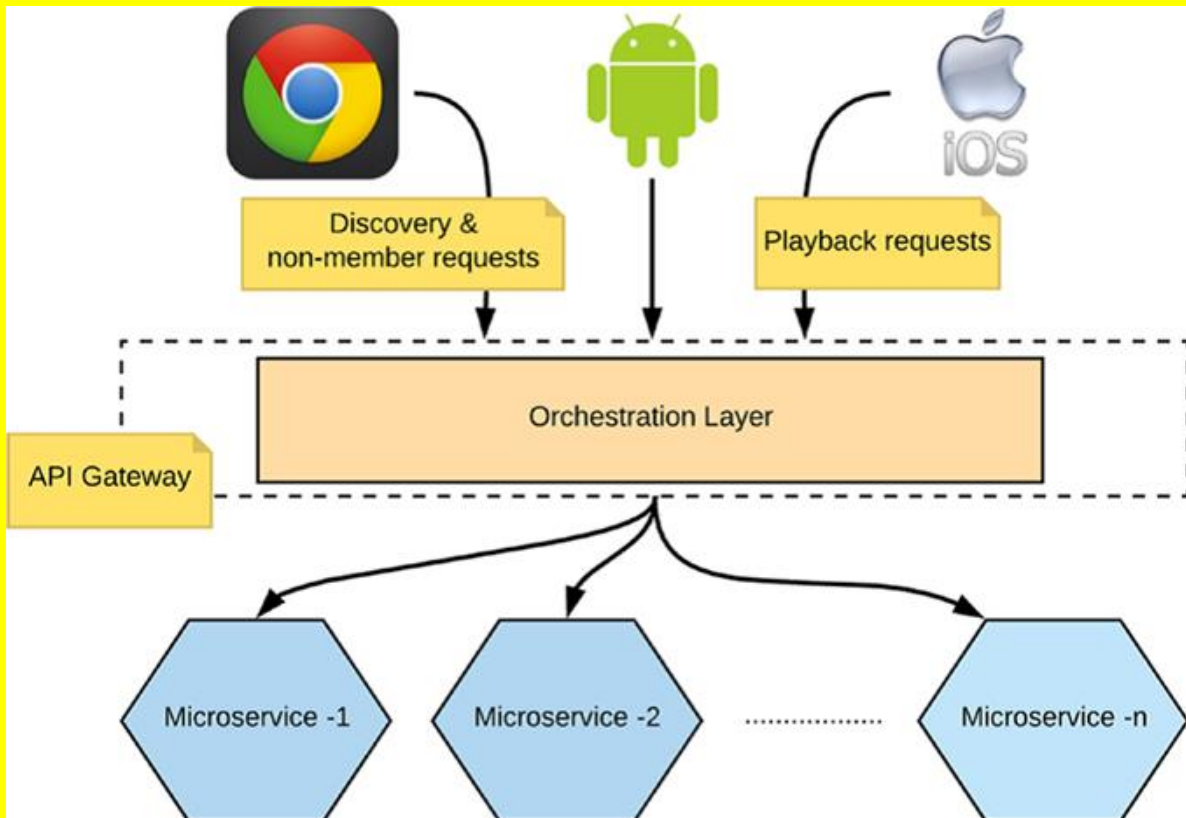 iOS
Discovery &
non-member requests
Playback requests
Orchestration Layer
API Gateway
Microservice -1
Microservice -2
Microservice -n